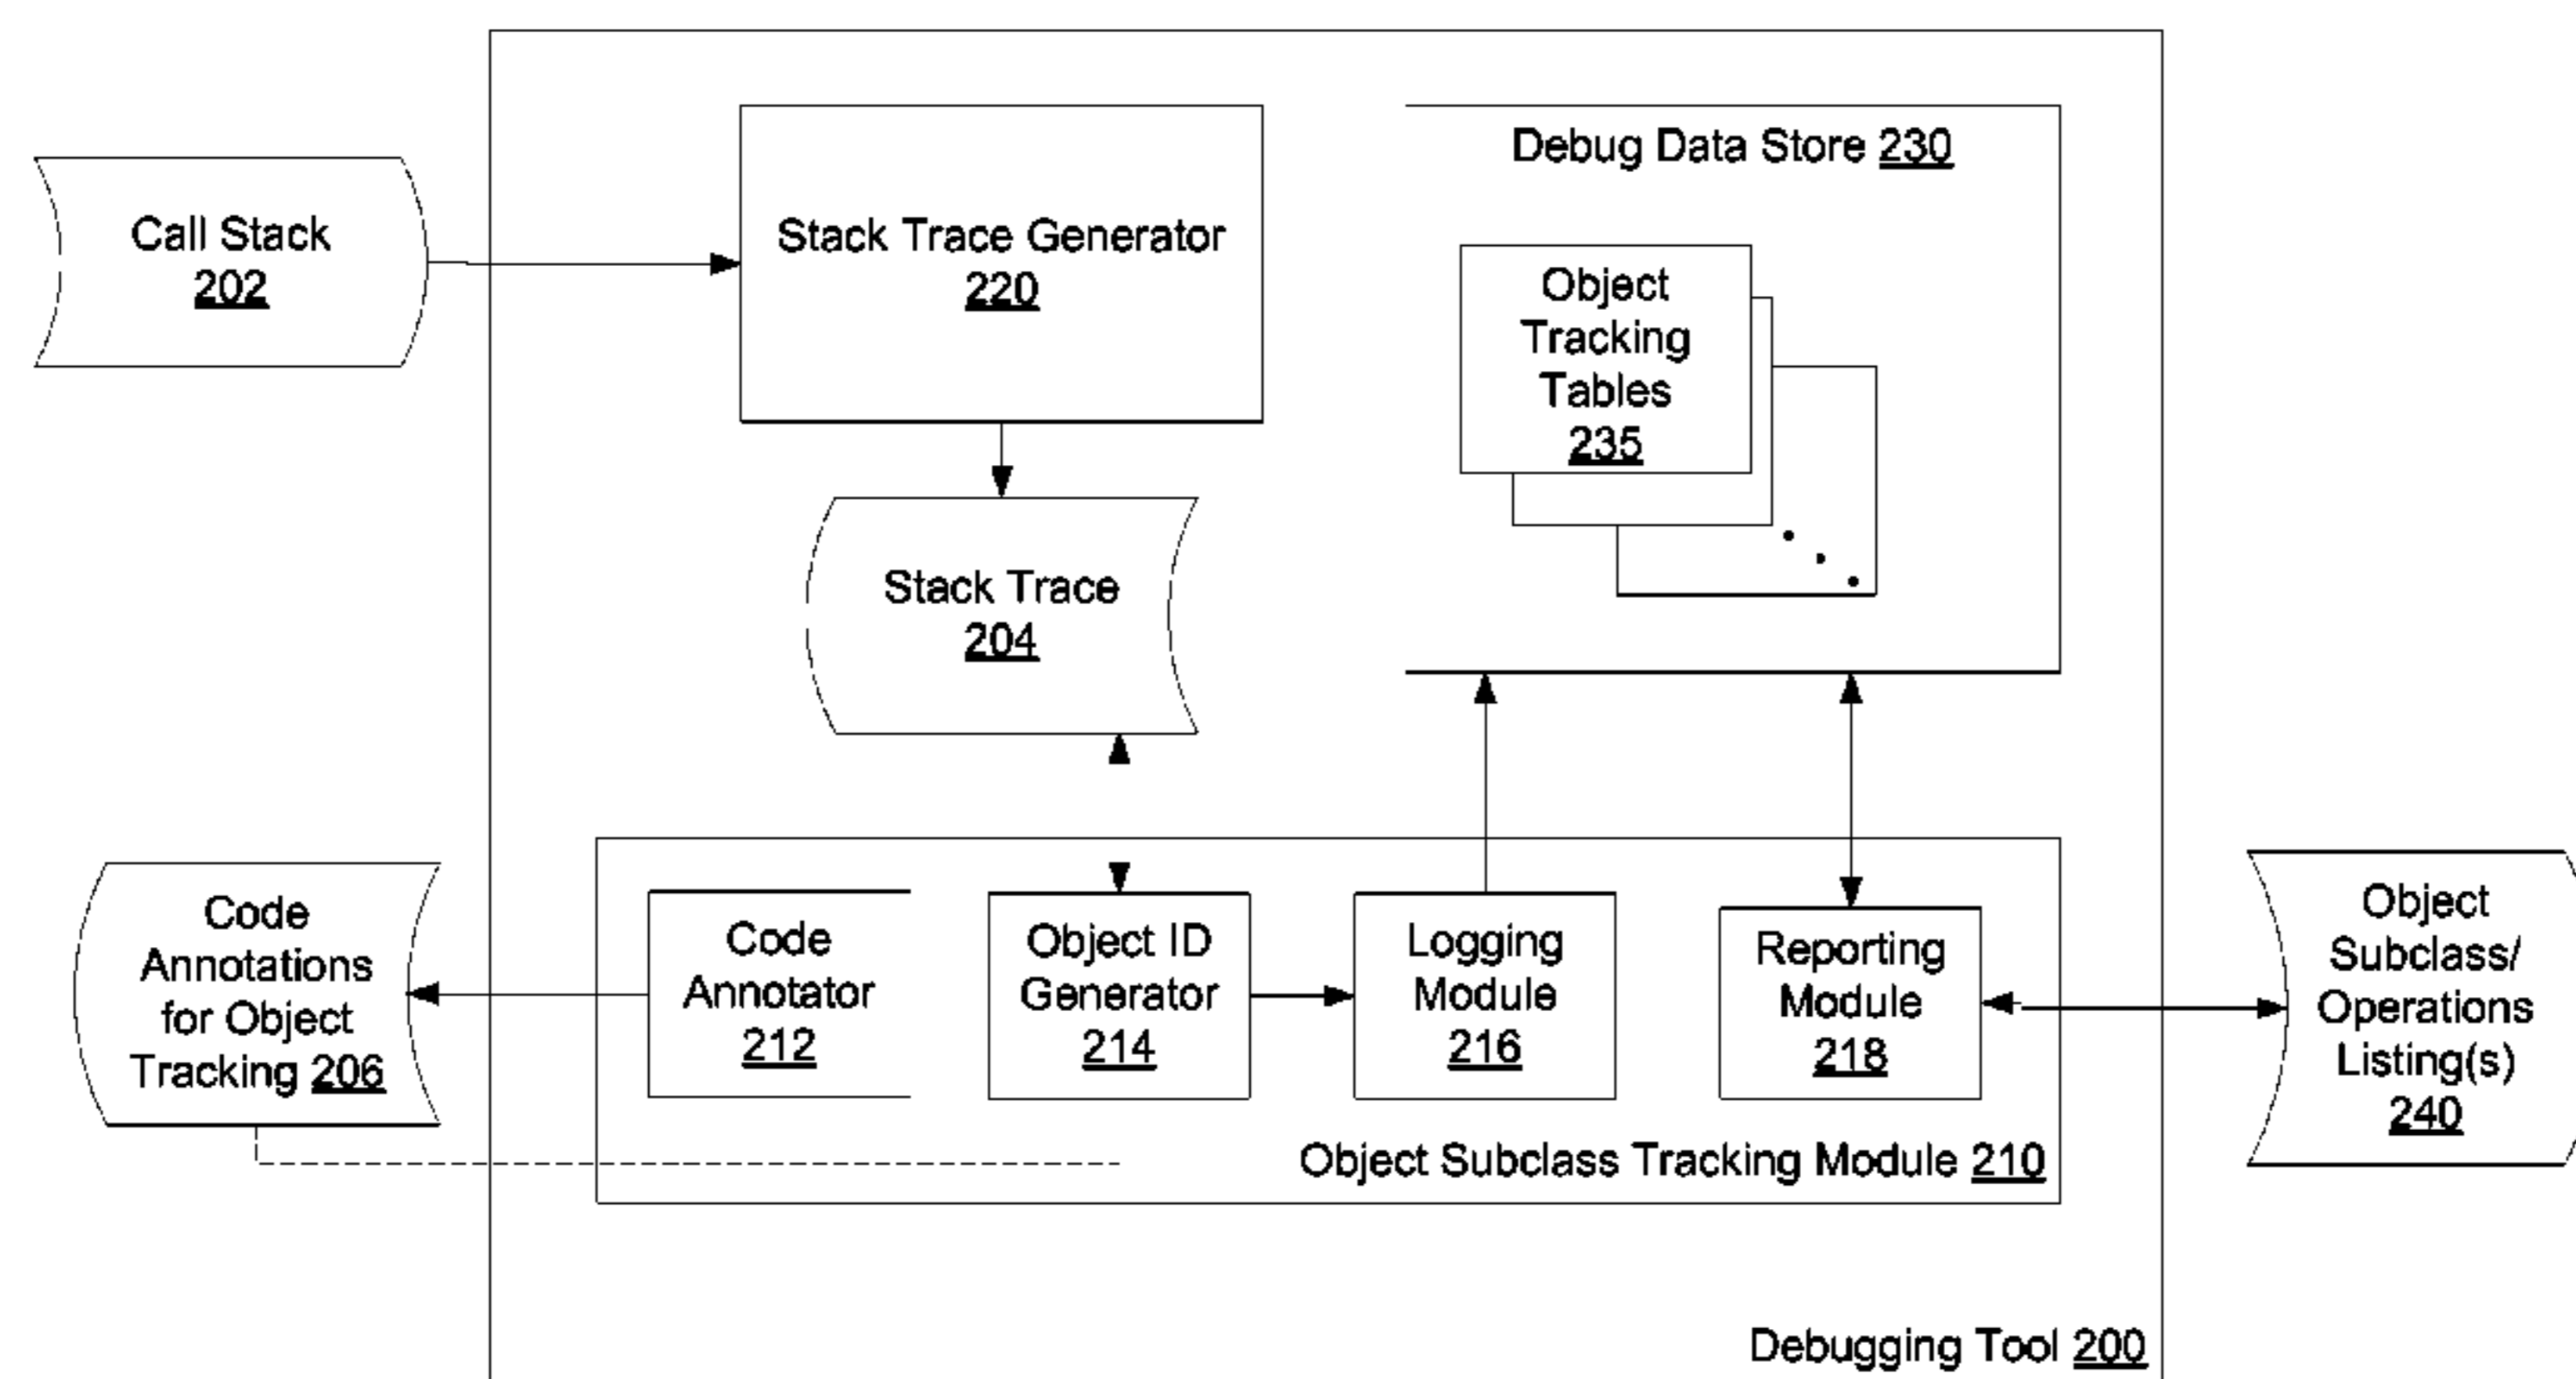 Call Stack
202
Stack Trace Generator
220
Debug Data Store 230
Object
Tracking
Tables
235
Stack Trace
204
Code
Annotations
for Object
Tracking 206
Code
Annotator
212
Object ID
Generator
214
Logging
Module
216
Reporting
Module
218
Object Subclass Tracking Module 210
Object
Subclass/
Operations
Listing(s)
240
Debugging Tool 200